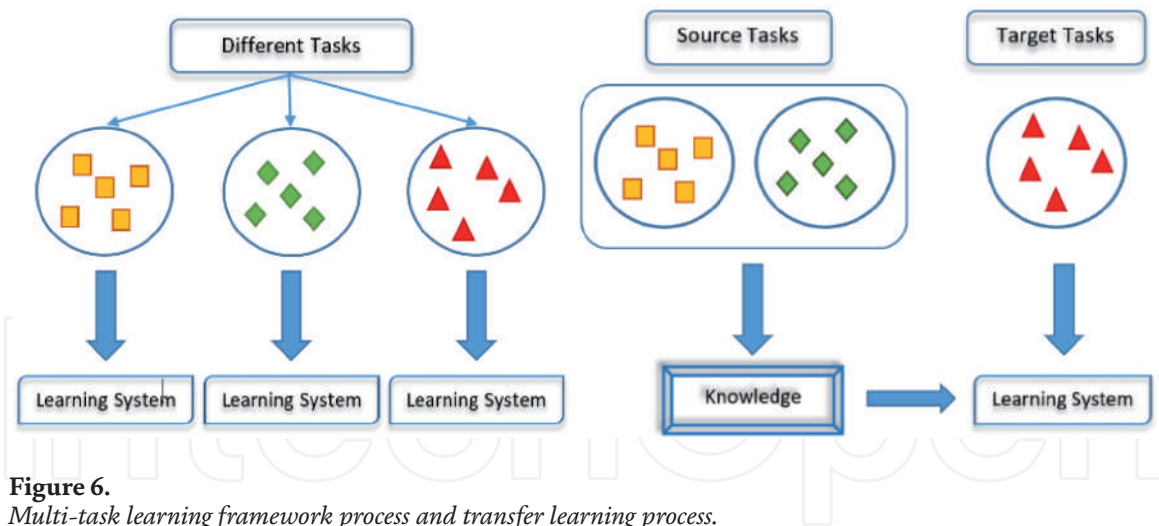 Different Tasks
Source Tasks
Target Tasks
Learning System
Learning System
Learning System
Knowledge
Learning System
IntechOpen
Figure 6.
Multi-task learning framework process and transfer learning process.